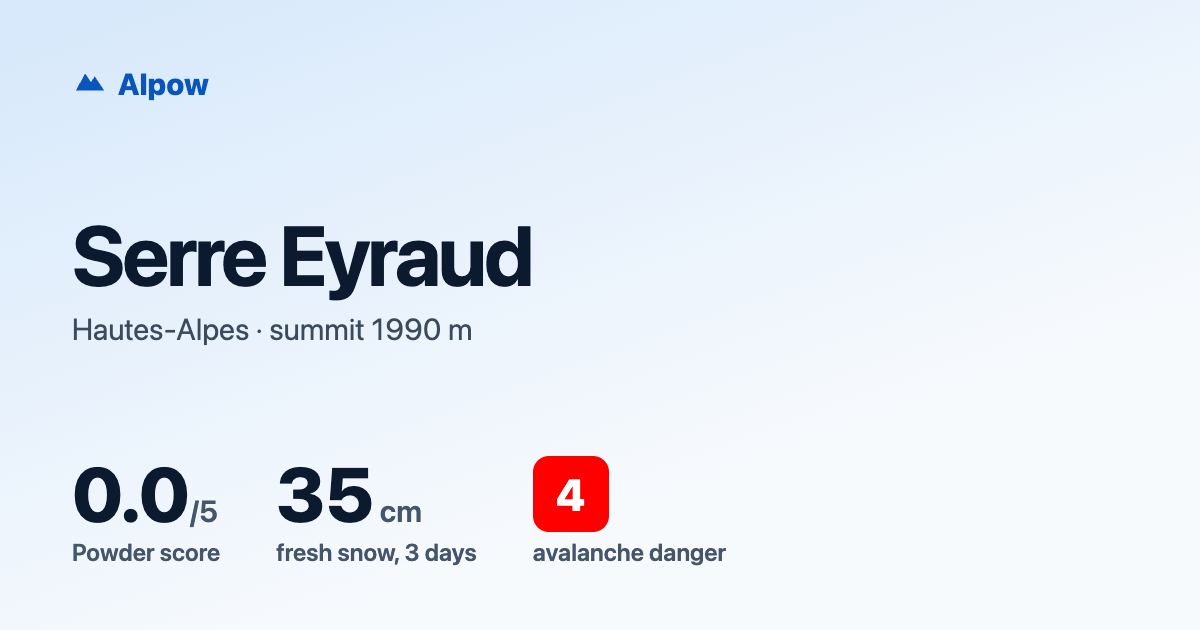 Alpow
Serre Eyraud
Hautes-Alpes · summit 1990 m
0.0/5
Powder score
35 cm
fresh snow, 3 days
4
avalanche danger